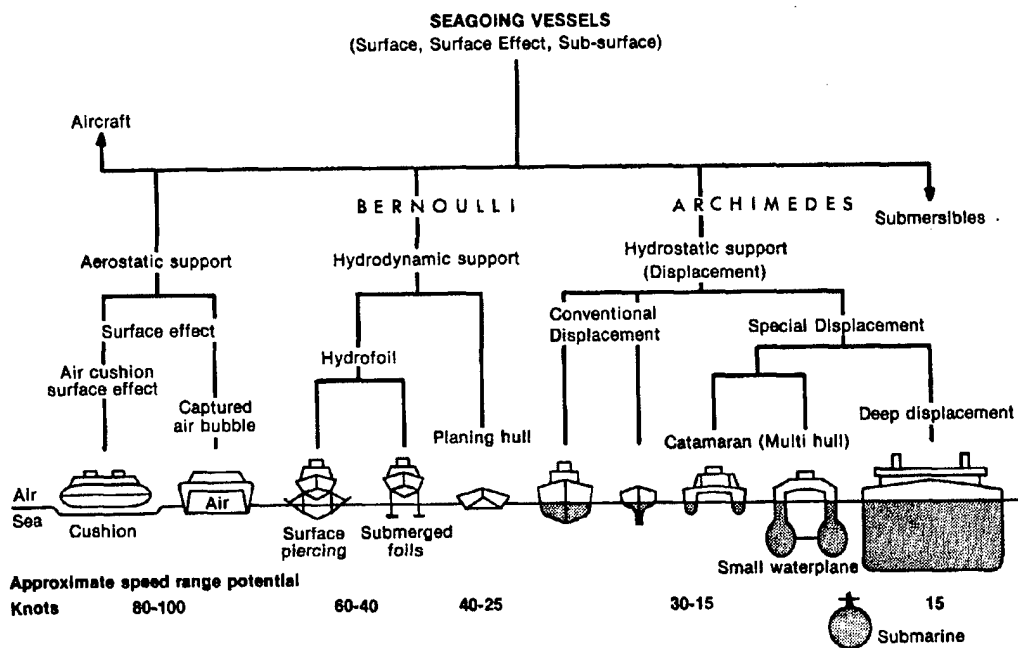 SEAGOING VESSELS
(Surface, Surface Effect, Sub-surface)
Aircraft
BERNOULLI
ARCHIMEDES
Submersibles
Aerostatic support
Hydrodynamic support
Hydrostatic support
(Displacement)
Surface effect
Conventional
Displacement
Special Displacement
Hydrofoil
Air cushion
surface effect
Captured
air bubble
Planing hull
Catamaran (Multi hull)
Deep displacement
Air
Sea
Cushion
Air
Surface
piercing
Submerged
foils
Small waterplane
Approximate speed range potential
Knots 80-100 60-40 40-25 30-15 15
Submarine